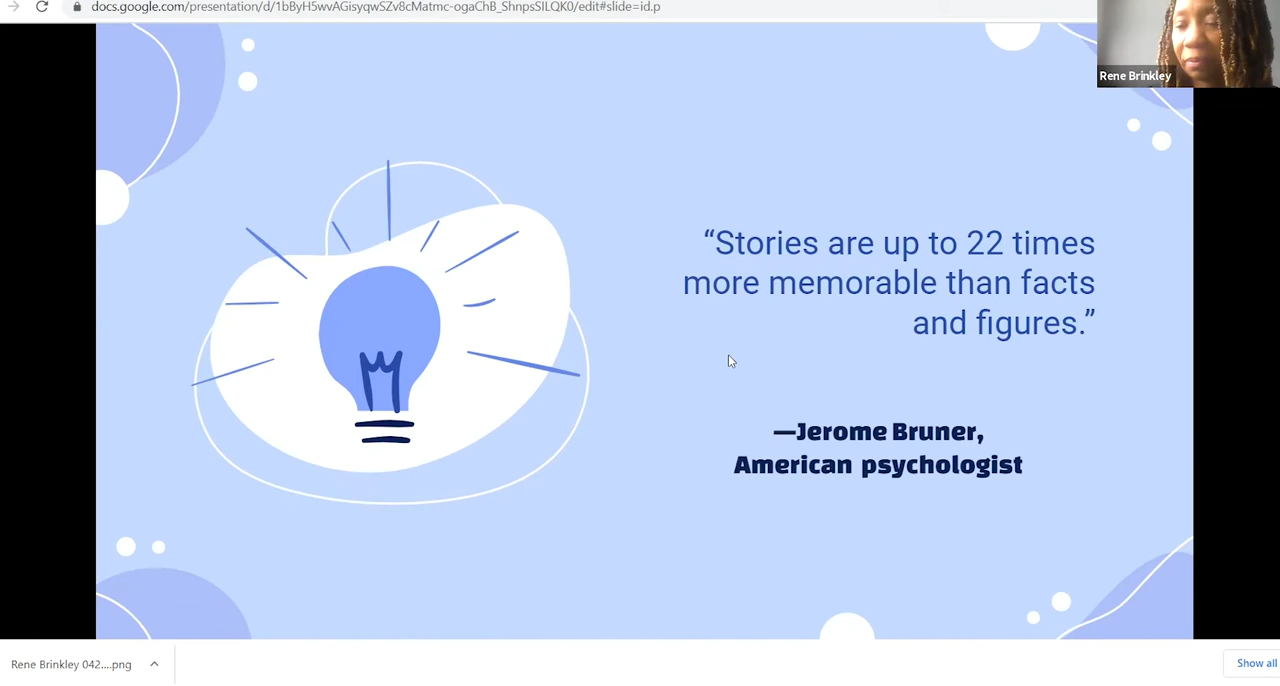 docs.google.com/presentation/d/1bByH5wvAGisyqwSZv8cMatmc-ogaChB_ShnpsSILQK0/edit#slide=id.p
Rene Brinkley
“Stories are up to 22 times
more memorable than facts
and figures.”
—Jerome Bruner,
American psychologist
Rene Brinkley 042....png
Show all